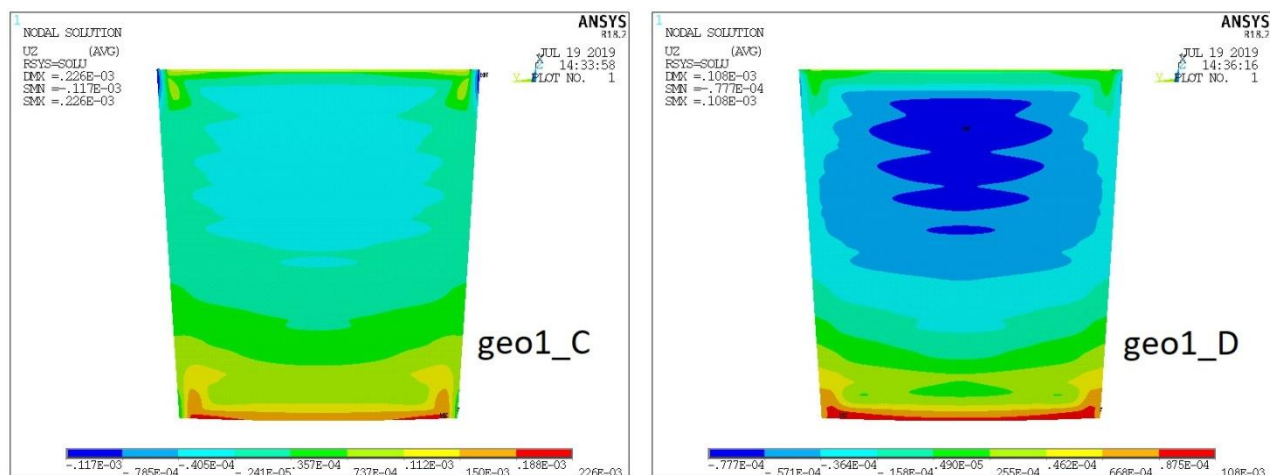 1
NODAL SOLUTION
UZ (AVG)
RSYS=SOLU
DMX =.226E-03
SMN =-.117E-03
SMX =.226E-03
ANSYS
R18.2
JUL 19 2019
14:33:58
PLOT NO. 1
X
Y
geo1_C
-.117E-03 -.785E-04 -.405E-04 -.241E-05 .357E-04 .737E-04 .112E-03 .150E-03 .188E-03 .226E-03
1
NODAL SOLUTION
UZ (AVG)
RSYS=SOLU
DMX =.108E-03
SMN =-.777E-04
SMX =.108E-03
ANSYS
R18.2
JUL 19 2019
14:36:16
PLOT NO. 1
X
Y
geo1_D
-.777E-04 -.571E-04 -.364E-04 -.158E-04 .490E-05 .255E-04 .462E-04 .668E-04 .875E-04 .108E-03